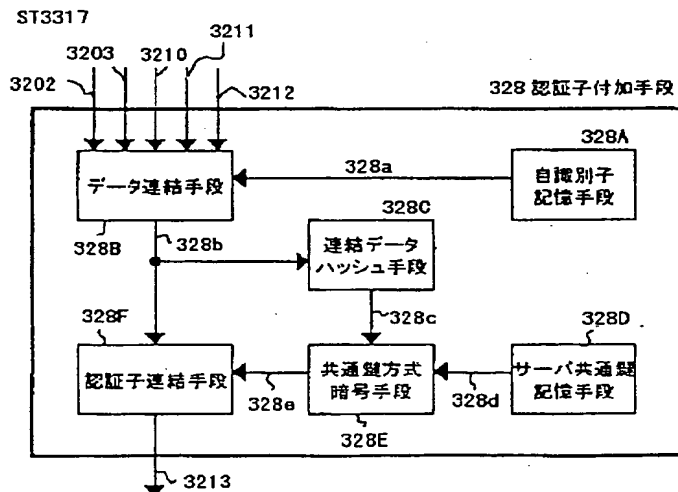 ST3317
3211
3203
3210
3202
3212
328 認証子付加手段
328A
328a
データ連結手段
自識別子
記憶手段
328C
328B
328b
連結データ
ハッシュ手段
328F
328c
328D
認証子連結手段
共通鍵方式
暗号手段
サーバ共通鍵
記憶手段
328e
328d
328E
3213